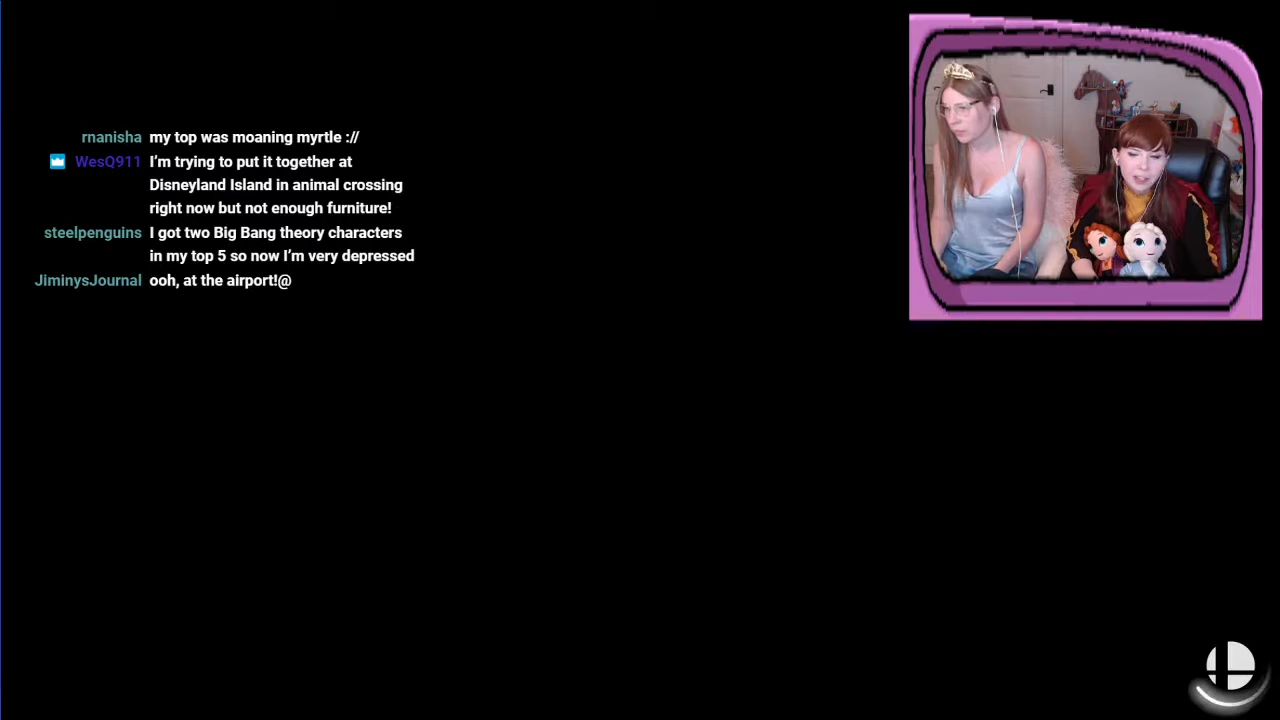 rnanisha my top was moaning myrtle ://
WesQ911 I'm trying to put it together at
Disneyland Island in animal crossing
right now but not enough furniture!
steelpenguins I got two Big Bang theory characters
in my top 5 so now I'm very depressed
JiminysJournal ooh, at the airport!@